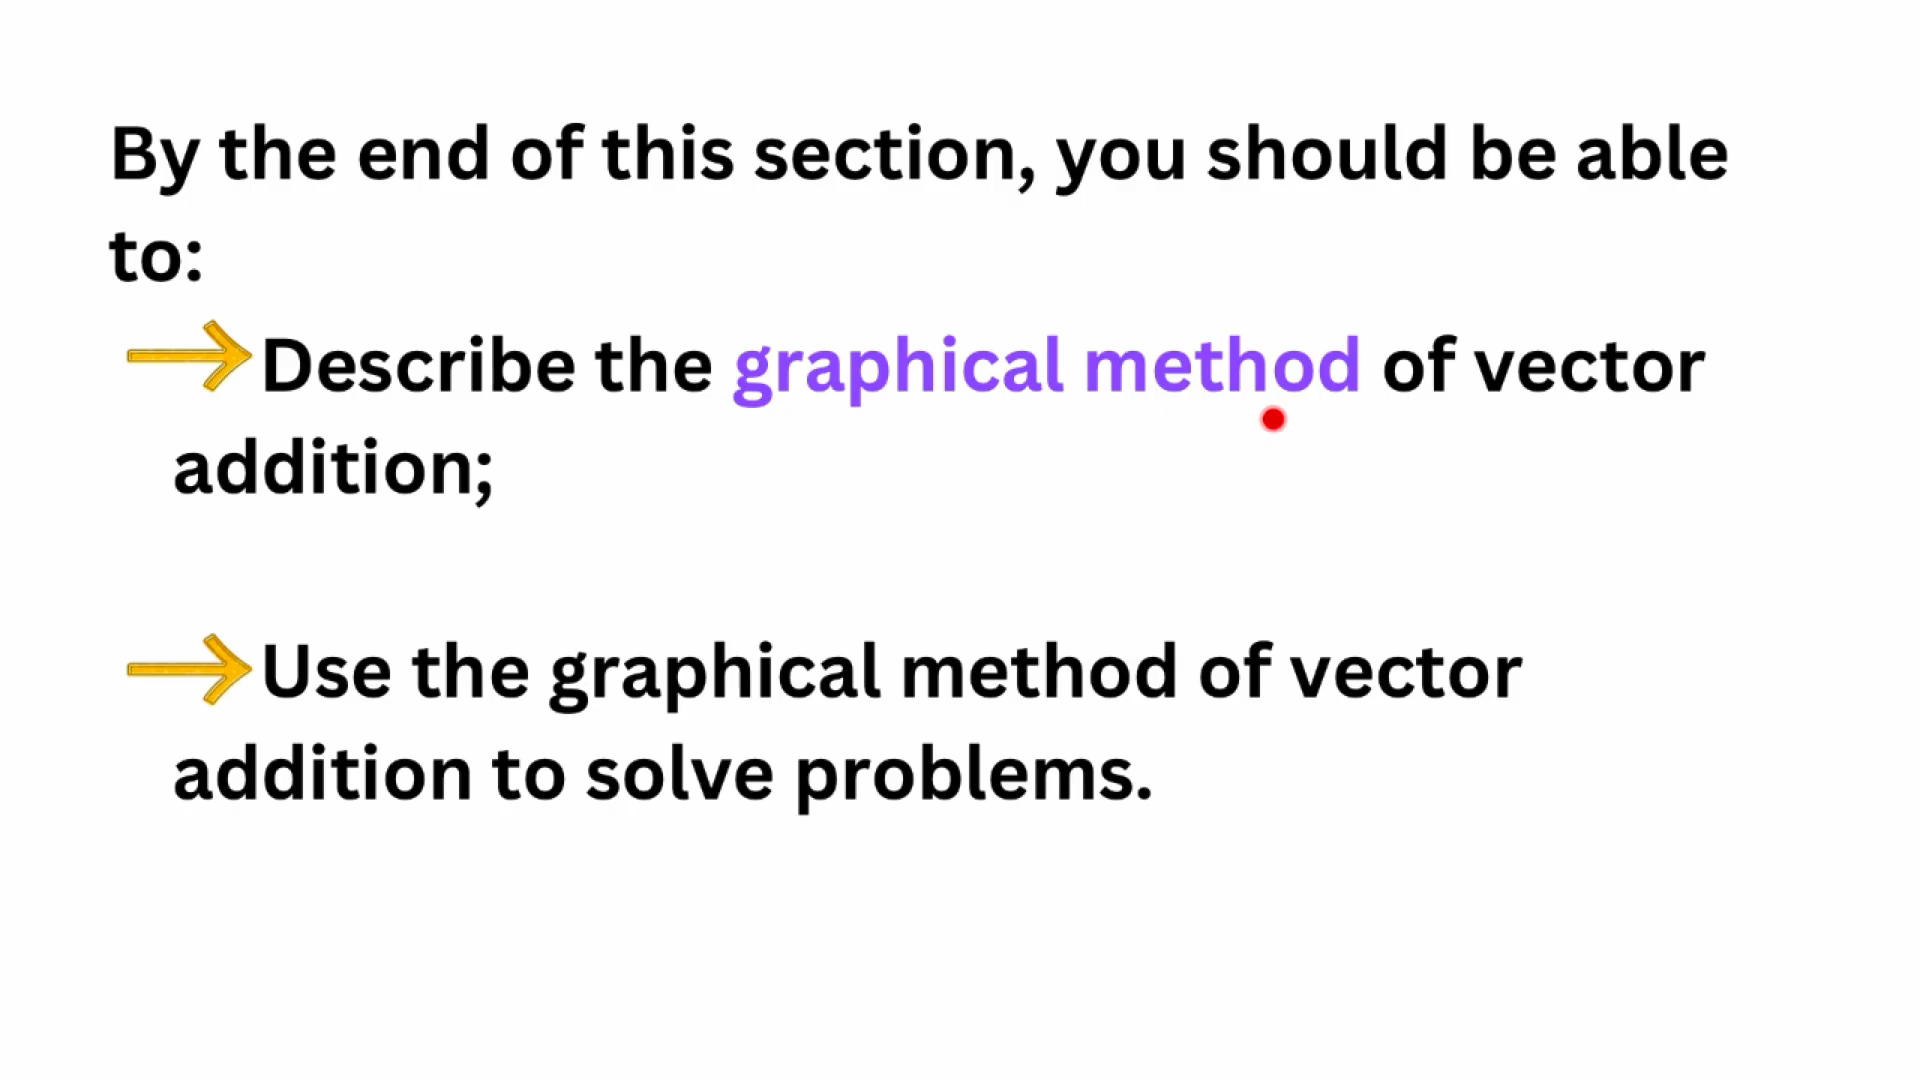 By the end of this section, you should be able
to:
Describe the graphical method of vector
addition;
Use the graphical method of vector
addition to solve problems.